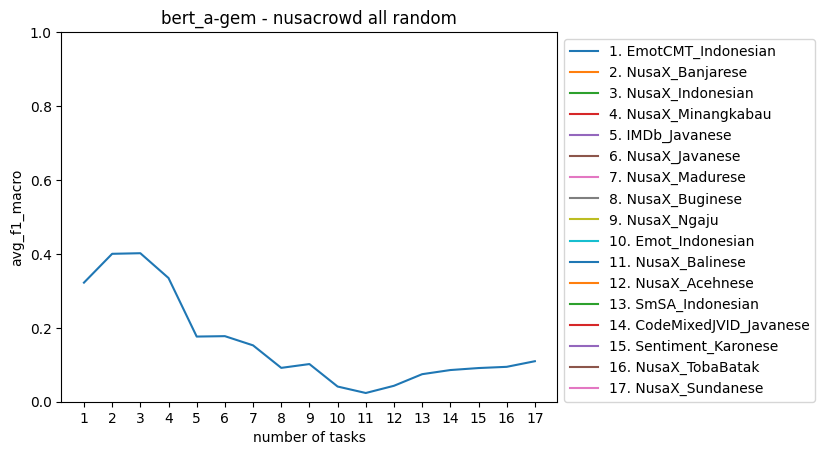 bert_a-gem - nusacrowd all random
1.0
0.8
0.6
0.4
0.2
0.0
avg_f1_macro
1 2 3 4 5 6 7 8 9 10 11 12 13 14 15 16 17
number of tasks
1. EmotCMT_Indonesian
2. NusaX_Banjarese
3. NusaX_Indonesian
4. NusaX_Minangkabau
5. IMDb_Javanese
6. NusaX_Javanese
7. NusaX_Madurese
8. NusaX_Buginese
9. NusaX_Ngaju
10. Emot_Indonesian
11. NusaX_Balinese
12. NusaX_Acehnese
13. SmSA_Indonesian
14. CodeMixedJVID_Javanese
15. Sentiment_Karonese
16. NusaX_TobaBatak
17. NusaX_Sundanese